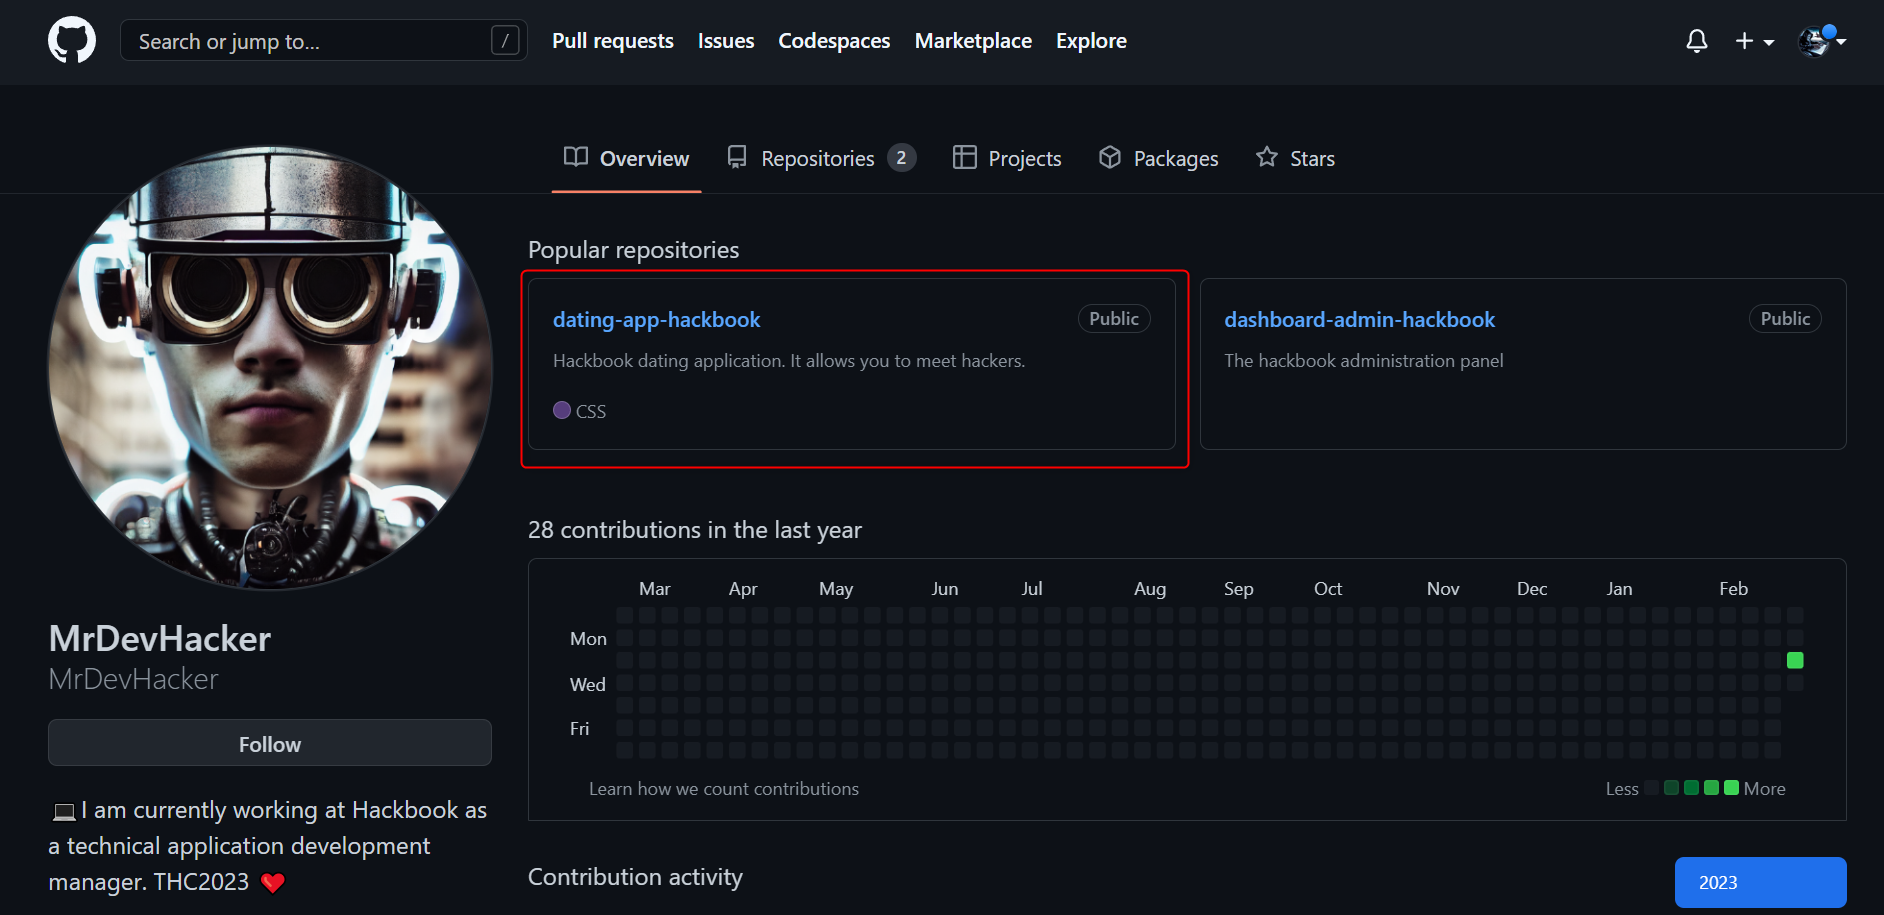 Search or jump to...
/
Pull requests
Issues
Codespaces
Marketplace
Explore
Overview
Repositories 2
Projects
Packages
Stars
MrDevHacker
MrDevHacker
Follow
💻 I am currently working at Hackbook as
a technical application development
manager. THC2023 ❤️
Popular repositories
dating-app-hackbook
Public
Hackbook dating application. It allows you to meet hackers.
CSS
dashboard-admin-hackbook
Public
The hackbook administration panel
28 contributions in the last year
Mar Apr May Jun Jul Aug Sep Oct Nov Dec Jan Feb
Mon
Wed
Fri
Learn how we count contributions
Less More
Contribution activity
2023